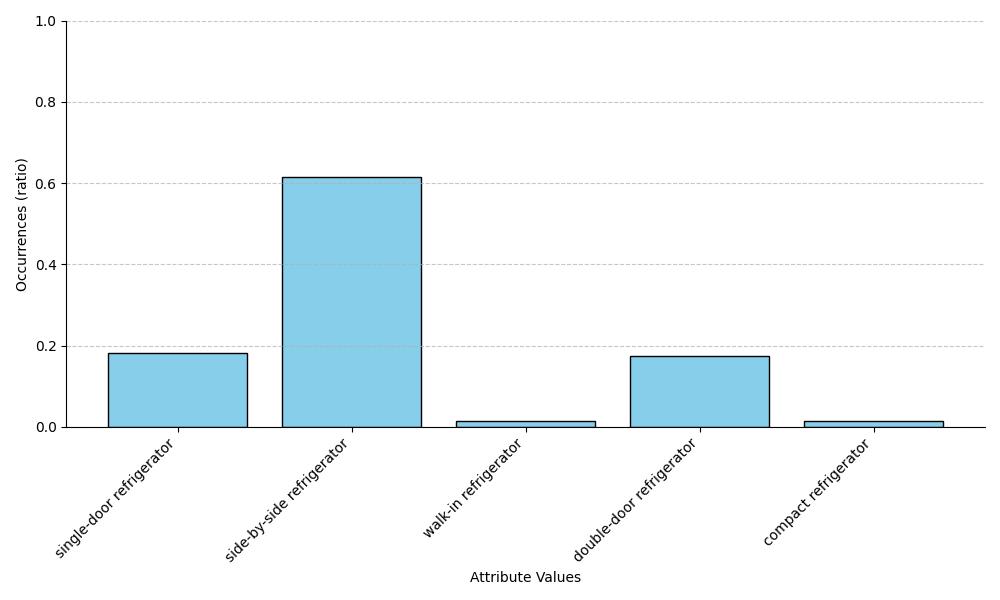 1.0
0.8
0.6
0.4
0.2
0.0
Occurrences (ratio)
single-door refrigerator
side-by-side refrigerator
walk-in refrigerator
double-door refrigerator
compact refrigerator
Attribute Values